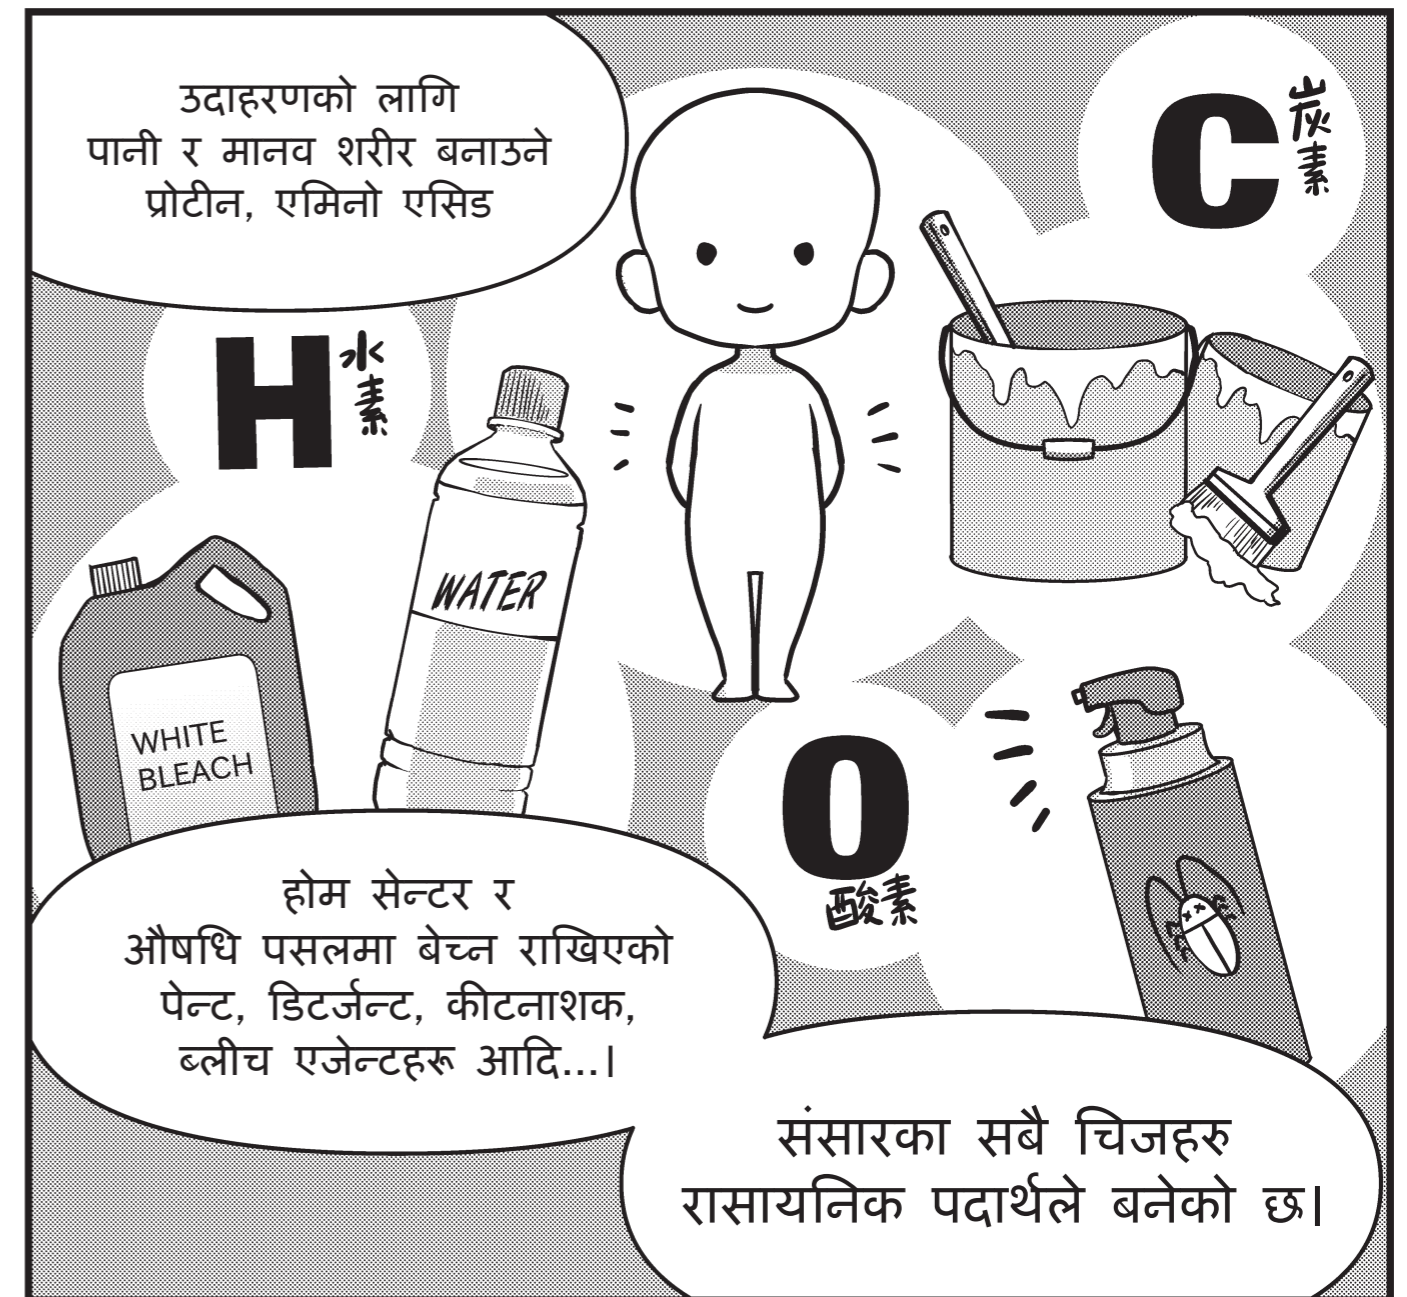 उदाहरणको लागि
पानी र मानव शरीर बनाउने
प्रोटीन, एमिनो एसिड
C
炭素
H
水素
WATER
WHITE
BLEACH
O
酸素
होम सेन्टर र
औषधि पसलमा बेच्न राखिएको
पेन्ट, डिटर्जेन्ट, कीटनाशक,
ब्लीच एजेन्टहरू आदि...।
संसारका सबै चिजहरु
रासायनिक पदार्थले बनेको छ।